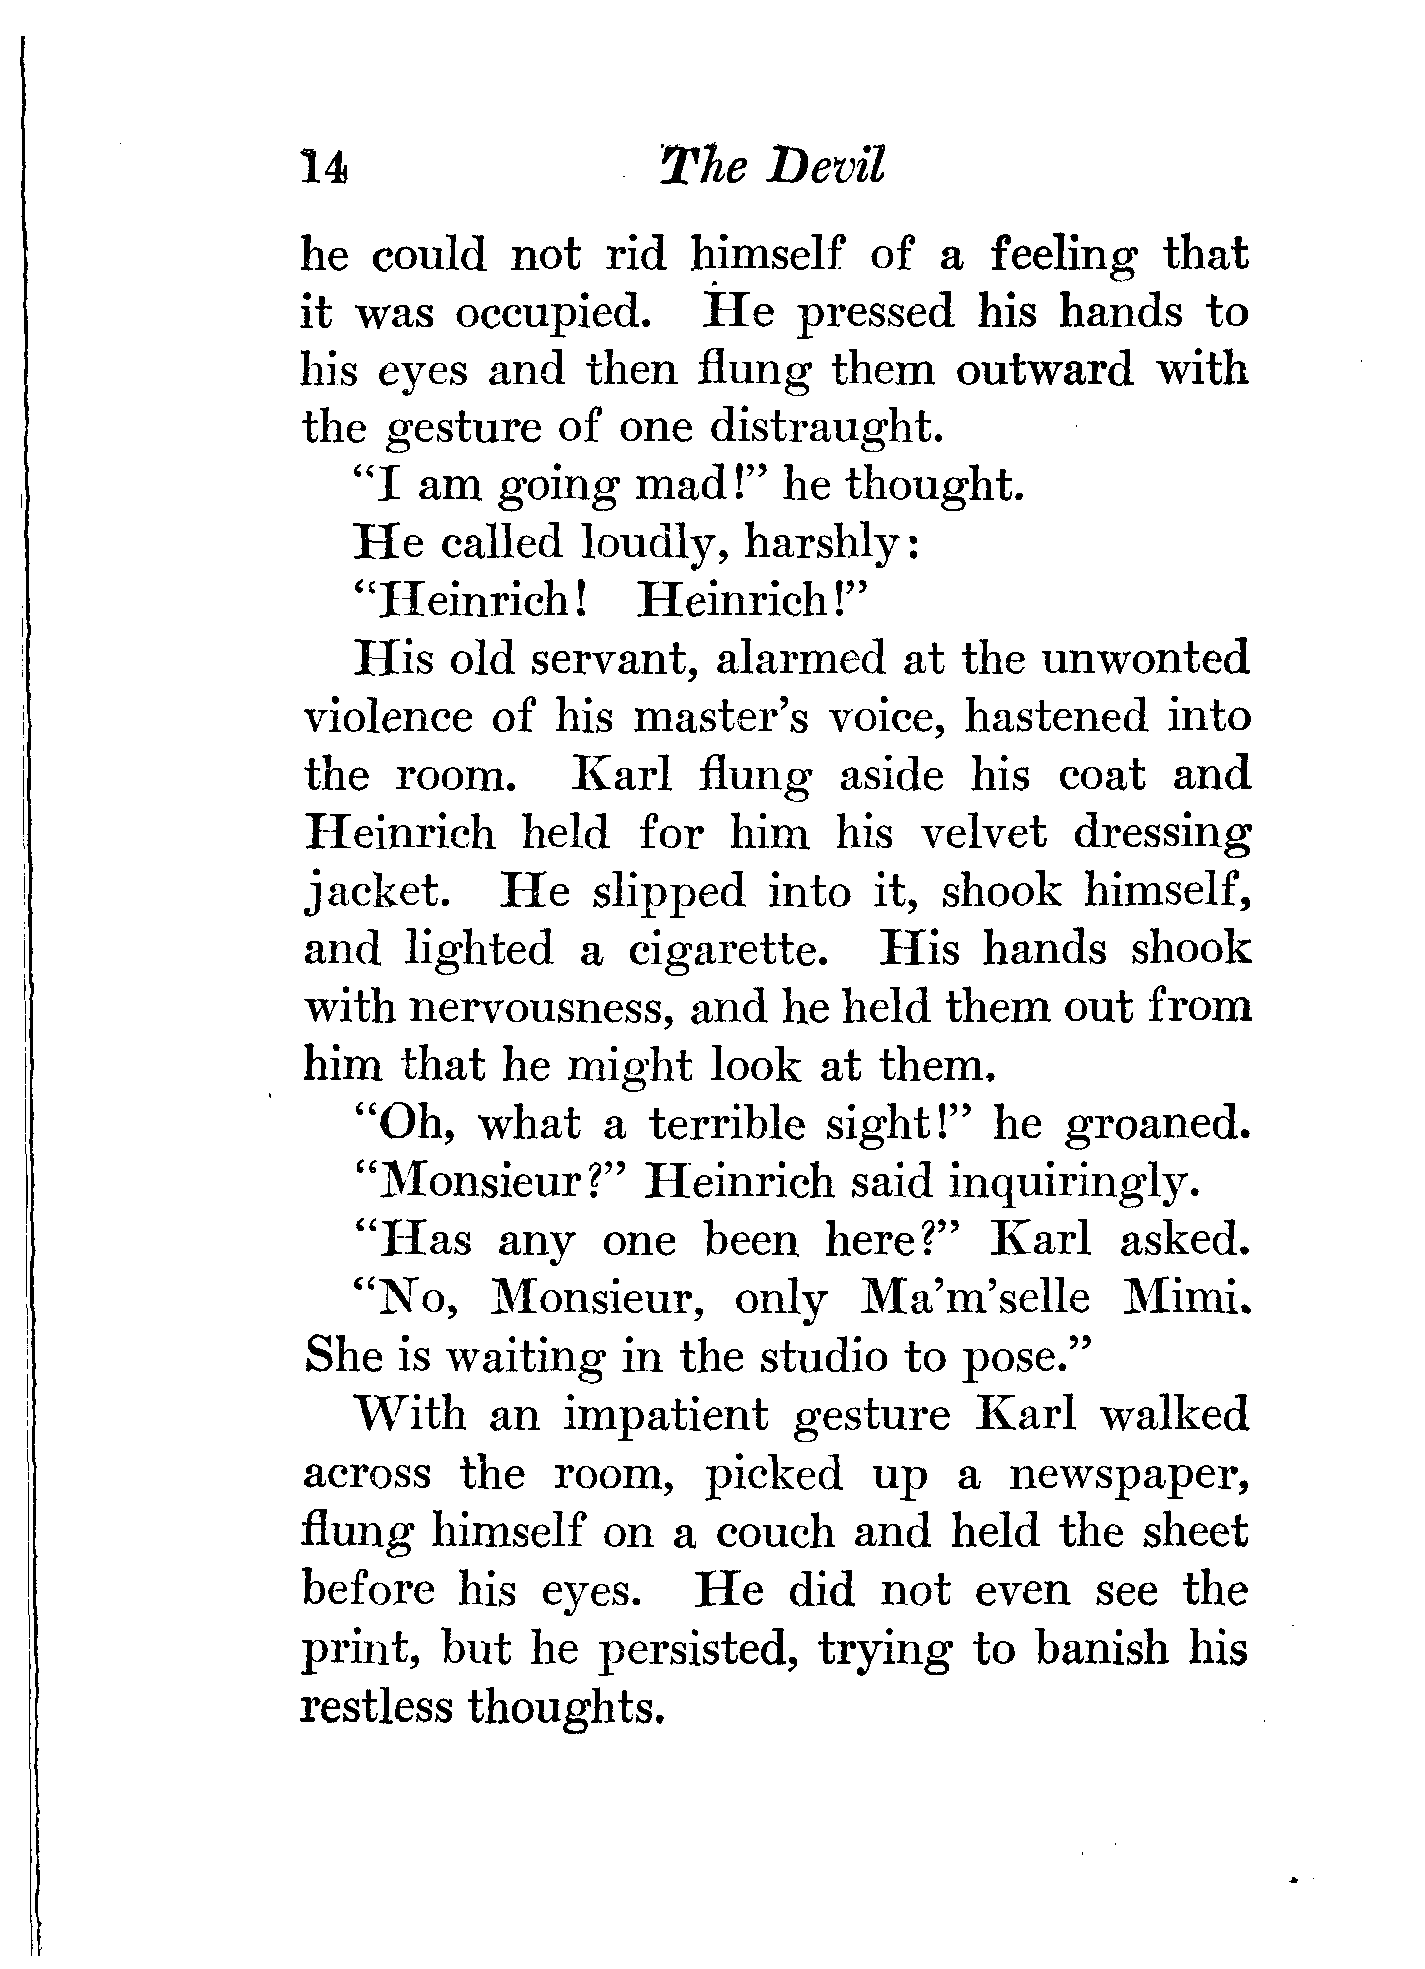 14 The Devil
he could not rid himself of a feeling that
it was occupied. He pressed his hands to
his eyes and then flung them outward with
the gesture of one distraught.
"I am going mad!" he thought.
He called loudly, harshly:
"Heinrich! Heinrich!"
His old servant, alarmed at the unwonted
violence of his master's voice, hastened into
the room. Karl flung aside his coat and
Heinrich held for him his velvet dressing
jacket. He slipped into it, shook himself,
and lighted a cigarette. His hands shook
with nervousness, and he held them out from
him that he might look at them.
"Oh, what a terrible sight!" he groaned.
"Monsieur?" Heinrich said inquiringly.
"Has any one been here?" Karl asked.
"No, Monsieur, only Ma'm'selle Mimi.
She is waiting in the studio to pose."
With an impatient gesture Karl walked
across the room, picked up a newspaper,
flung himself on a couch and held the sheet
before his eyes. He did not even see the
print, but he persisted, trying to banish his
restless thoughts.